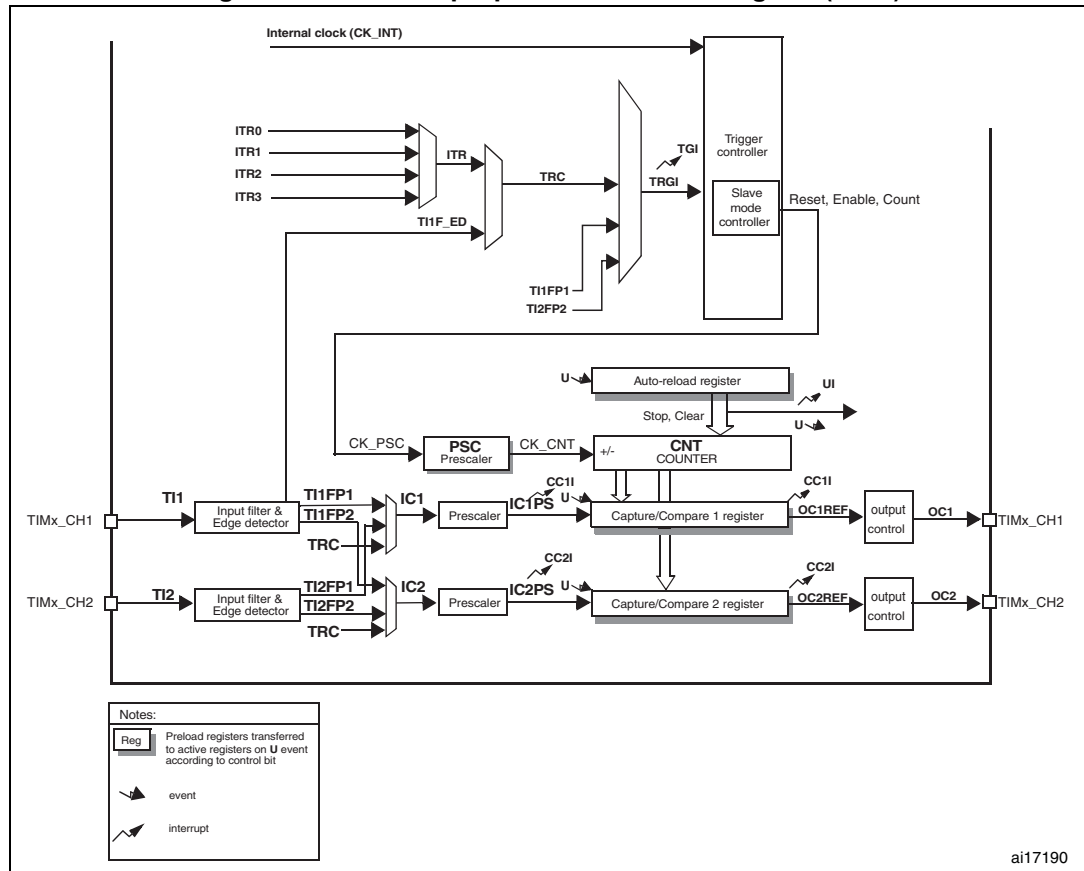 Internal clock (CK_INT)
Trigger
controller
ITR0
ITR1
ITR2
ITR3
ITR
TRC
TGI
TRGI
Slave
mode
controller
Reset, Enable, Count
TI1F_ED
TI1FP1
TI2FP2
U
Auto-reload register
UI
Stop, Clear
U
CK_PSC
PSC
Prescaler
CK_CNT
+/-
CNT
COUNTER
TIMx_CH1
TI1
Input filter &
Edge detector
TI1FP1
TI1FP2
TRC
IC1
Prescaler
CC1I
IC1PS
U
Capture/Compare 1 register
CC1I
OC1REF
output
control
OC1
TIMx_CH1
TIMx_CH2
TI2
Input filter &
Edge detector
TI2FP1
TI2FP2
TRC
IC2
Prescaler
CC2I
IC2PS
U
Capture/Compare 2 register
CC2I
OC2REF
output
control
OC2
TIMx_CH2
Notes:
Reg
Preload registers transferred
to active registers on U event
according to control bit
event
interrupt
ai17190